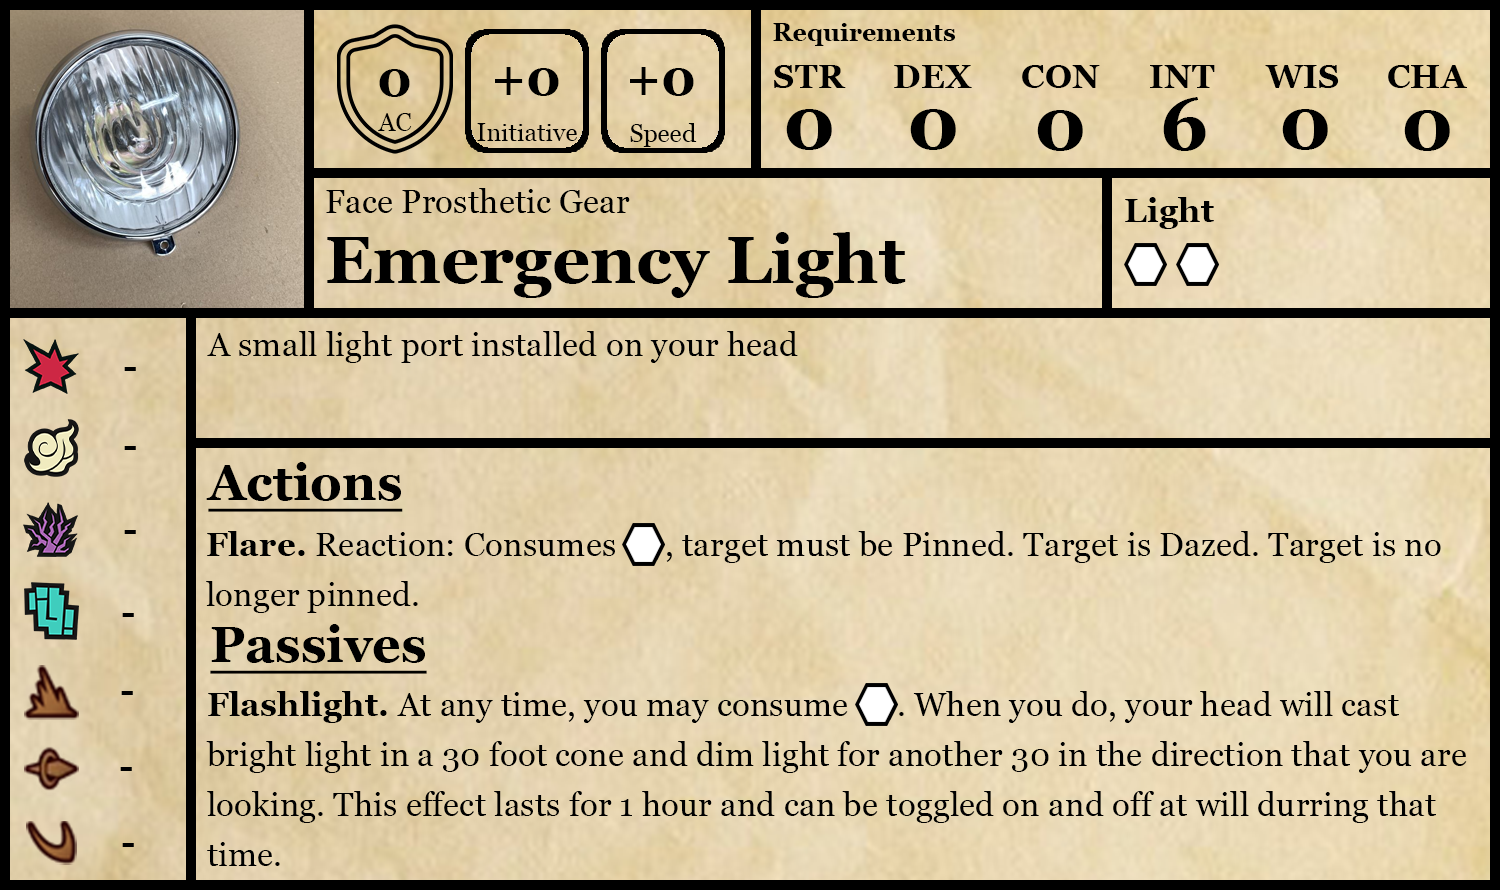 0
AC
+0
Initiative
+0
Speed
Requirements
STR DEX CON INT WIS CHA
0 0 0 6 0 0
Face Prosthetic Gear
Emergency Light
Light
A small light port installed on your head
-
-
-
-
-
-
-
Actions
Flare. Reaction: Consumes , target must be Pinned. Target is Dazed. Target is no
longer pinned.
Passives
Flashlight. At any time, you may consume . When you do, your head will cast
bright light in a 30 foot cone and dim light for another 30 in the direction that you are
looking. This effect lasts for 1 hour and can be toggled on and off at will durring that
time.